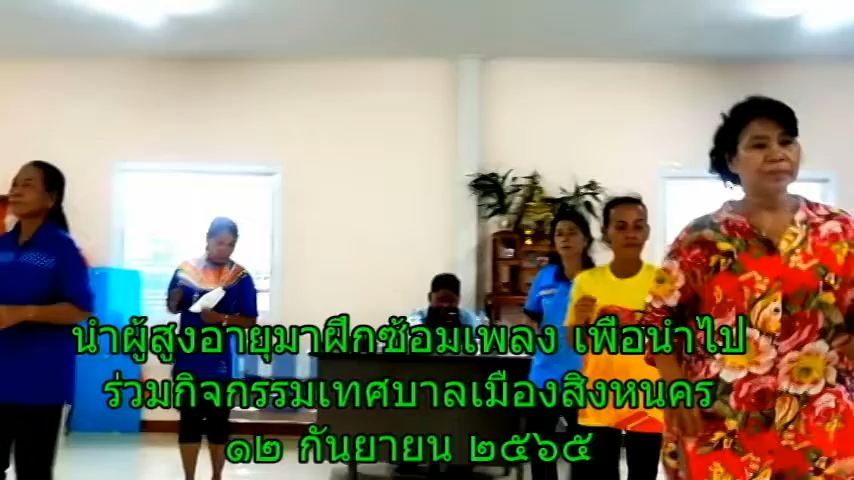 นำผู้สูงอายุมาฝึกซ้อมเพลง เพื่อนำไป
ร่วมกิจกรรมเทศบาลเมืองสิงหนคร
๑๒ กันยายน ๒๕๖๕